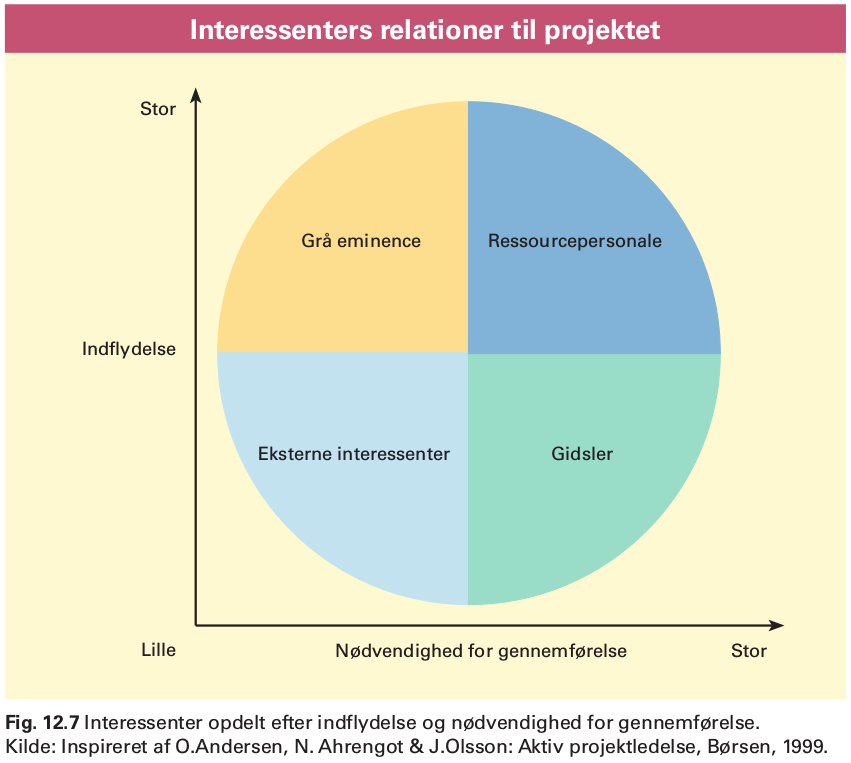 Interessenters relationer til projektet
Stor
Grå eminence
Ressourcepersonale
Indflydelse
Eksterne interessenter
Gidsler
Lille
Nødvendighed for gennemførelse
Stor
Fig. 12.7 Interessenter opdelt efter indflydelse og nødvendighed for gennemførelse.
Kilde: Inspireret af O.Andersen, N. Ahrengot & J.Olsson: Aktiv projektledelse, Børsen, 1999.